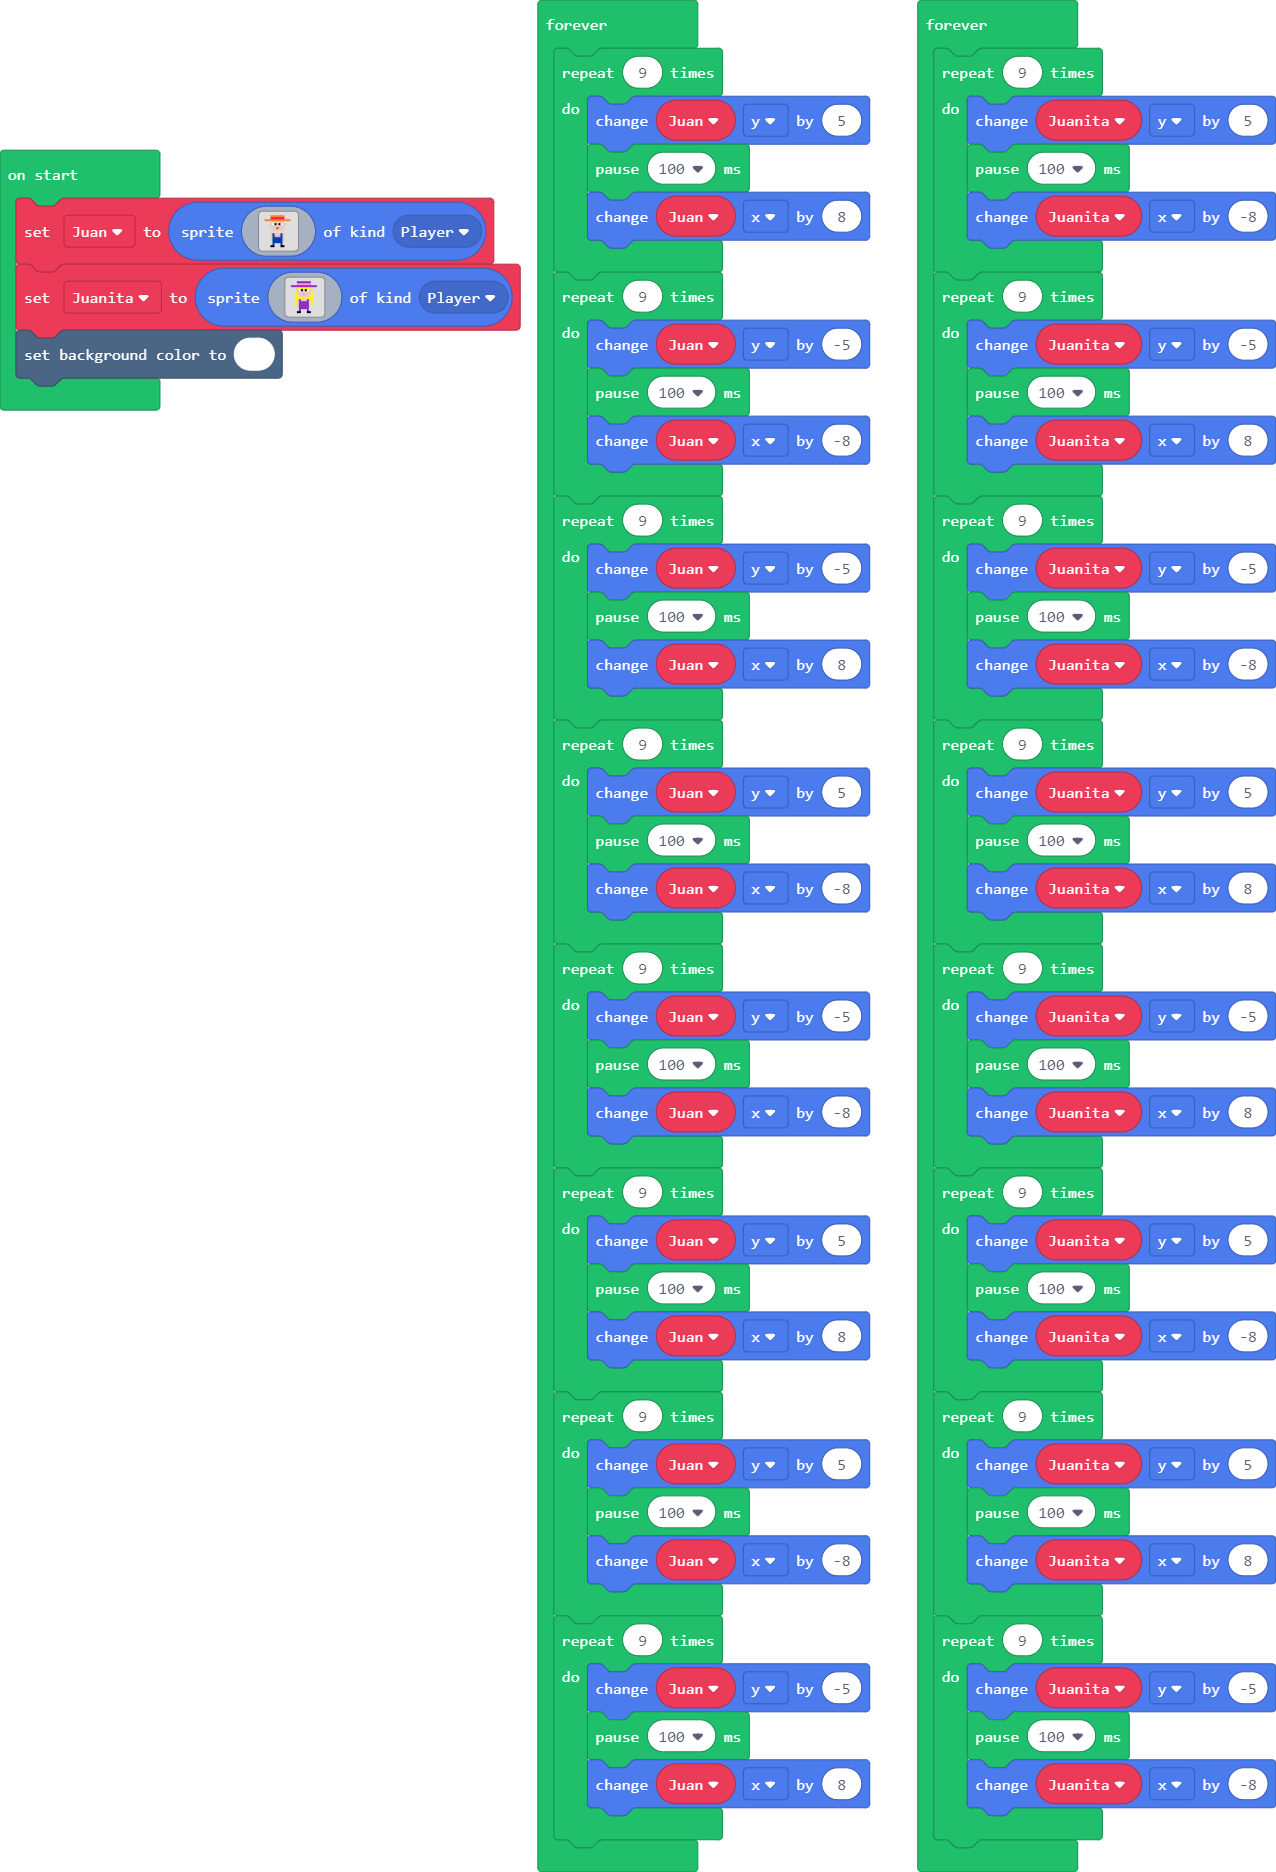 on start
set Juan to sprite of kind Player
set Juanita to sprite of kind Player
set background color to
forever
repeat 9 times
do
change Juan y by 5
pause 100 ms
change Juan x by 8
repeat 9 times
do
change Juan y by -5
pause 100 ms
change Juan x by -8
repeat 9 times
do
change Juan y by -5
pause 100 ms
change Juan x by 8
repeat 9 times
do
change Juan y by 5
pause 100 ms
change Juan x by -8
repeat 9 times
do
change Juan y by -5
pause 100 ms
change Juan x by -8
repeat 9 times
do
change Juan y by 5
pause 100 ms
change Juan x by 8
repeat 9 times
do
change Juan y by 5
pause 100 ms
change Juan x by -8
repeat 9 times
do
change Juan y by -5
pause 100 ms
change Juan x by 8
forever
repeat 9 times
do
change Juanita y by 5
pause 100 ms
change Juanita x by -8
repeat 9 times
do
change Juanita y by -5
pause 100 ms
change Juanita x by 8
repeat 9 times
do
change Juanita y by -5
pause 100 ms
change Juanita x by -8
repeat 9 times
do
change Juanita y by 5
pause 100 ms
change Juanita x by 8
repeat 9 times
do
change Juanita y by -5
pause 100 ms
change Juanita x by 8
repeat 9 times
do
change Juanita y by 5
pause 100 ms
change Juanita x by -8
repeat 9 times
do
change Juanita y by 5
pause 100 ms
change Juanita x by 8
repeat 9 times
do
change Juanita y by -5
pause 100 ms
change Juanita x by -8